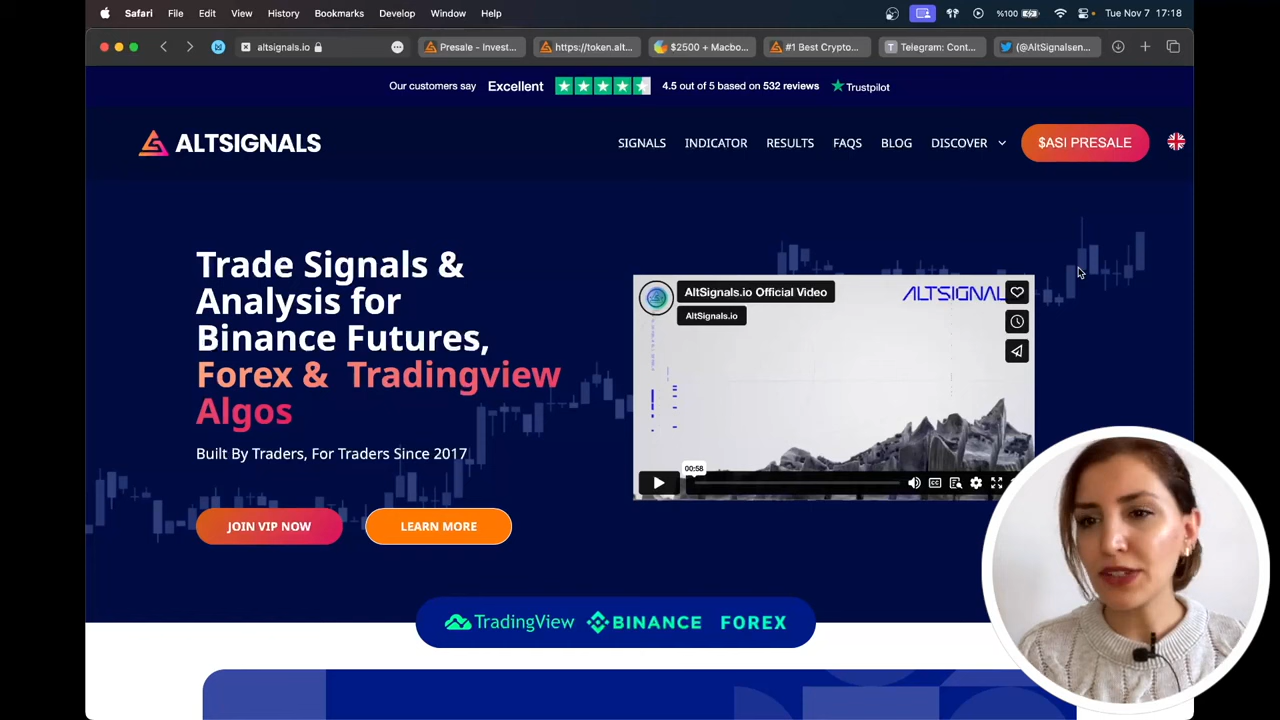 Safari File Edit View History Bookmarks Develop Window Help %100 Tue Nov 7 17:18
altsignals.io Presale - Invest... https://token.alt... $2500 + Macbo... #1 Best Crypto... Telegram: Cont... (@AltSignalsen...
Our customers say Excellent 4.5 out of 5 based on 532 reviews Trustpilot
ALTSIGNALS SIGNALS INDICATOR RESULTS FAQS BLOG DISCOVER $ASI PRESALE
Trade Signals &
Analysis for
Binance Futures,
Forex & Tradingview
Algos
Built By Traders, For Traders Since 2017
JOIN VIP NOW LEARN MORE
AltSignals.io Official Video
AltSignals.io
ALTSIGNAL
00:58
CC
TradingView BINANCE FOREX